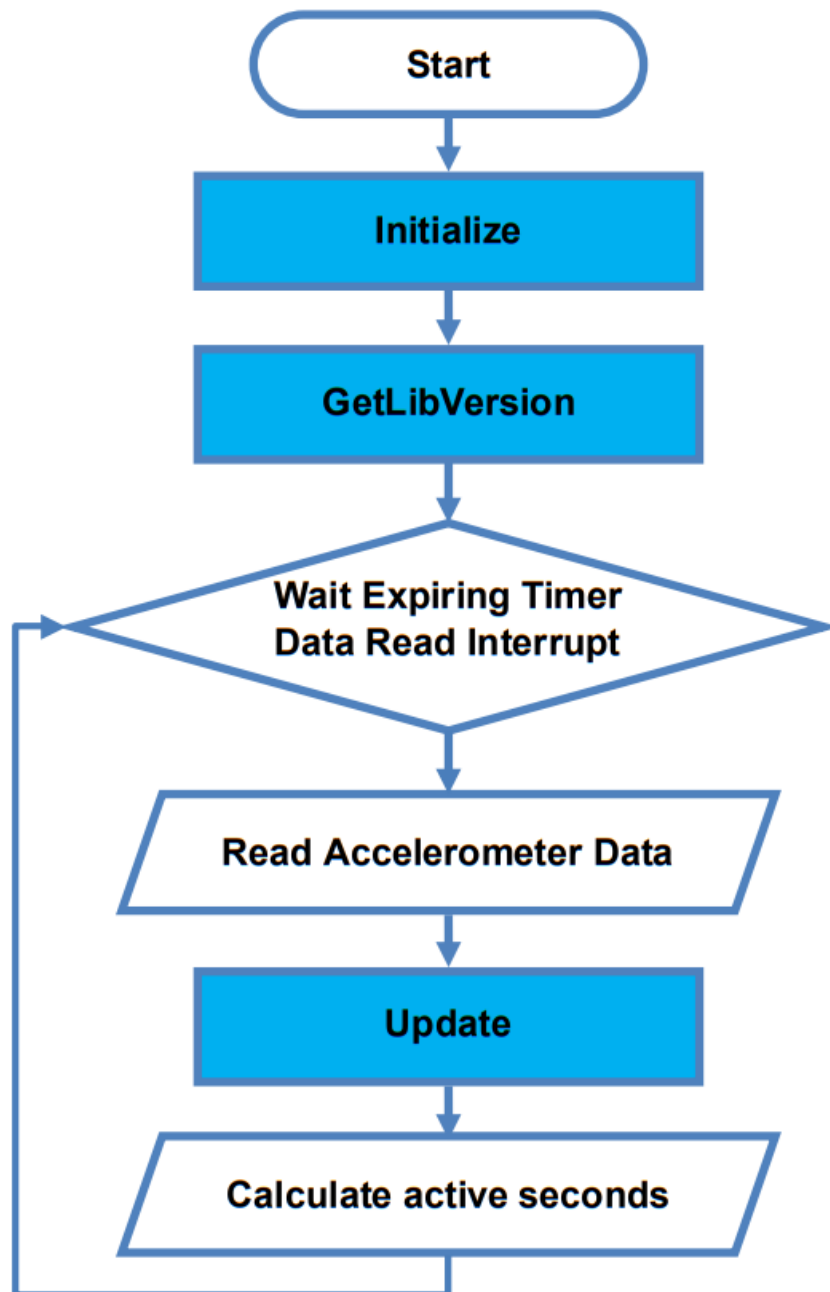 Start
Initialize
GetLibVersion
Wait Expiring Timer
Data Read Interrupt
Read Accelerometer Data
Update
Calculate active seconds